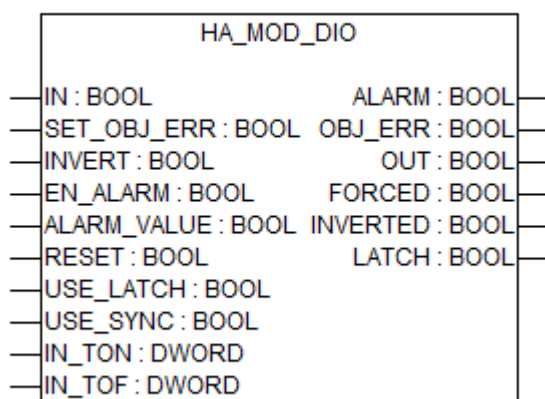 HA_MOD_DIO
IN : BOOL ALARM : BOOL
SET_OBJ_ERR : BOOL OBJ_ERR : BOOL
INVERT : BOOL OUT : BOOL
EN_ALARM : BOOL FORCED : BOOL
ALARM_VALUE : BOOL INVERTED : BOOL
RESET : BOOL LATCH : BOOL
USE_LATCH : BOOL
USE_SYNC : BOOL
IN_TON : DWORD
IN_TOF : DWORD